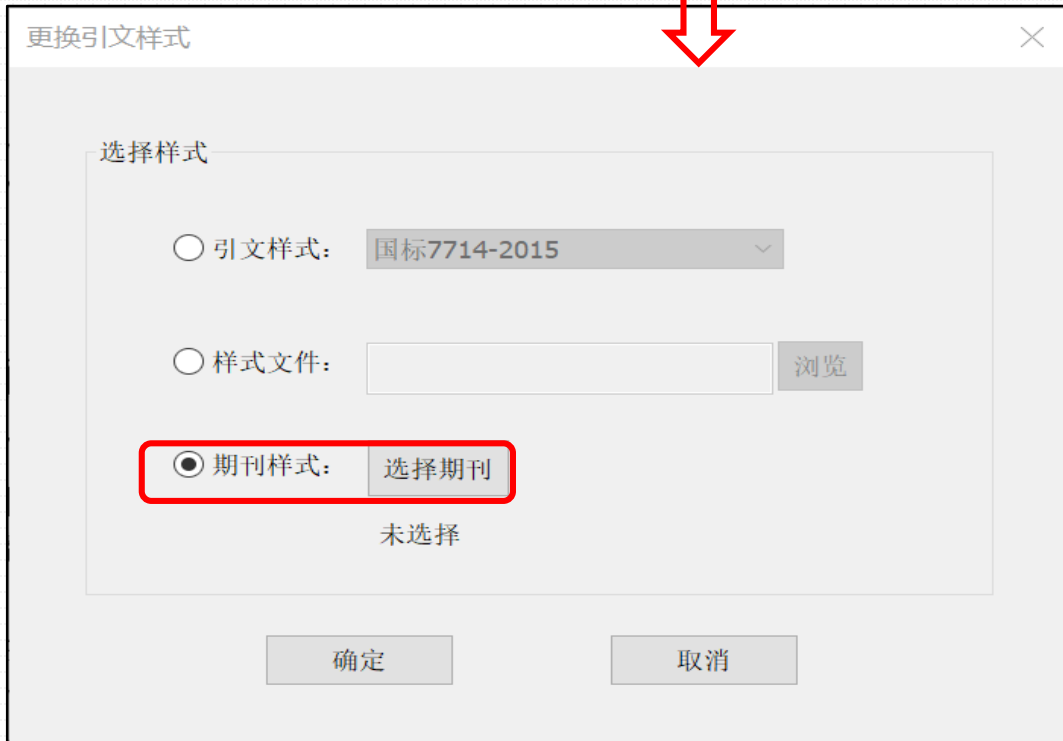 更换引文样式
选择样式
引文样式： 国标7714-2015
样式文件： 浏览
期刊样式： 选择期刊
未选择
确定 取消